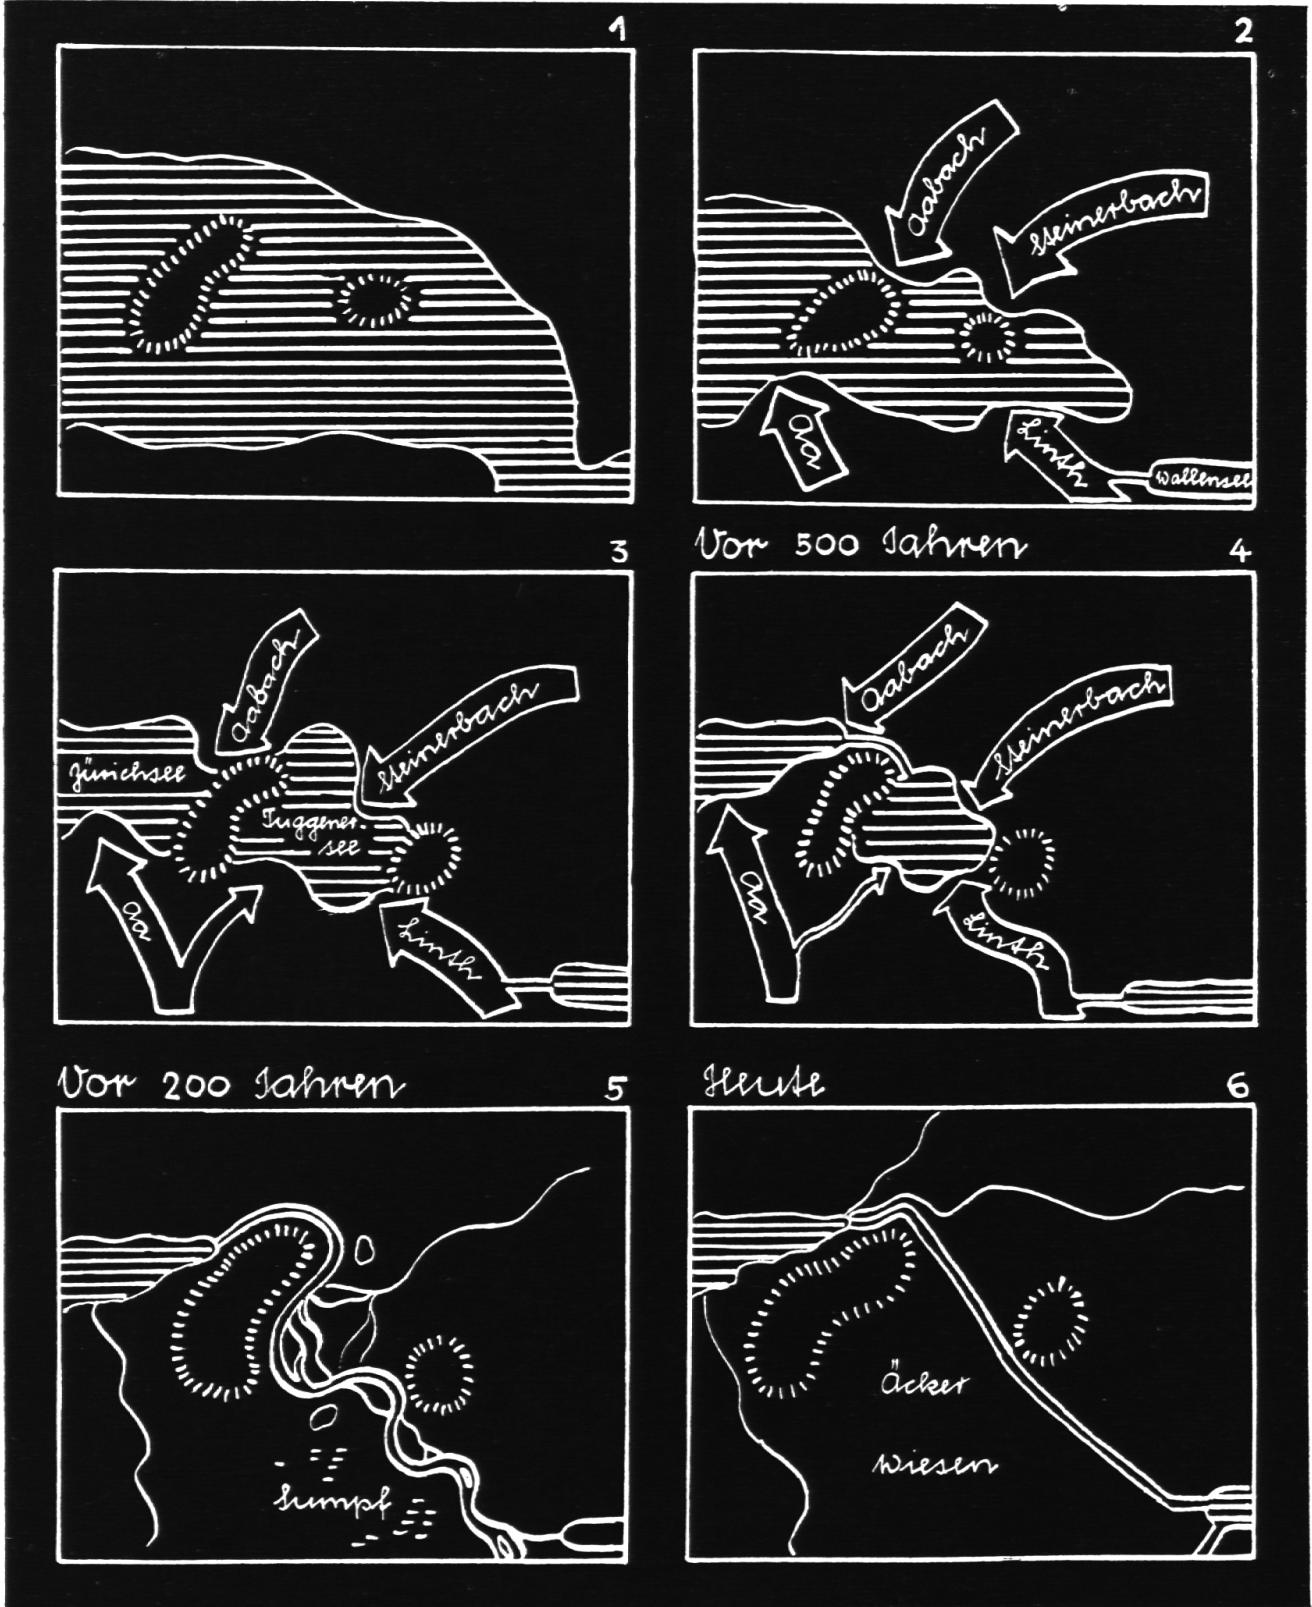 1
2
Aabach
Steinerbach
Aa
Linth
Wallensee
3
Aabach
Steinerbach
Zürichsee
Tuggener-
see
Aa
Linth
Vor 500 Jahren
4
Aabach
Steinerbach
Aa
Linth
Vor 200 Jahren
5
Sumpf
Heute
6
Äcker
Wiesen